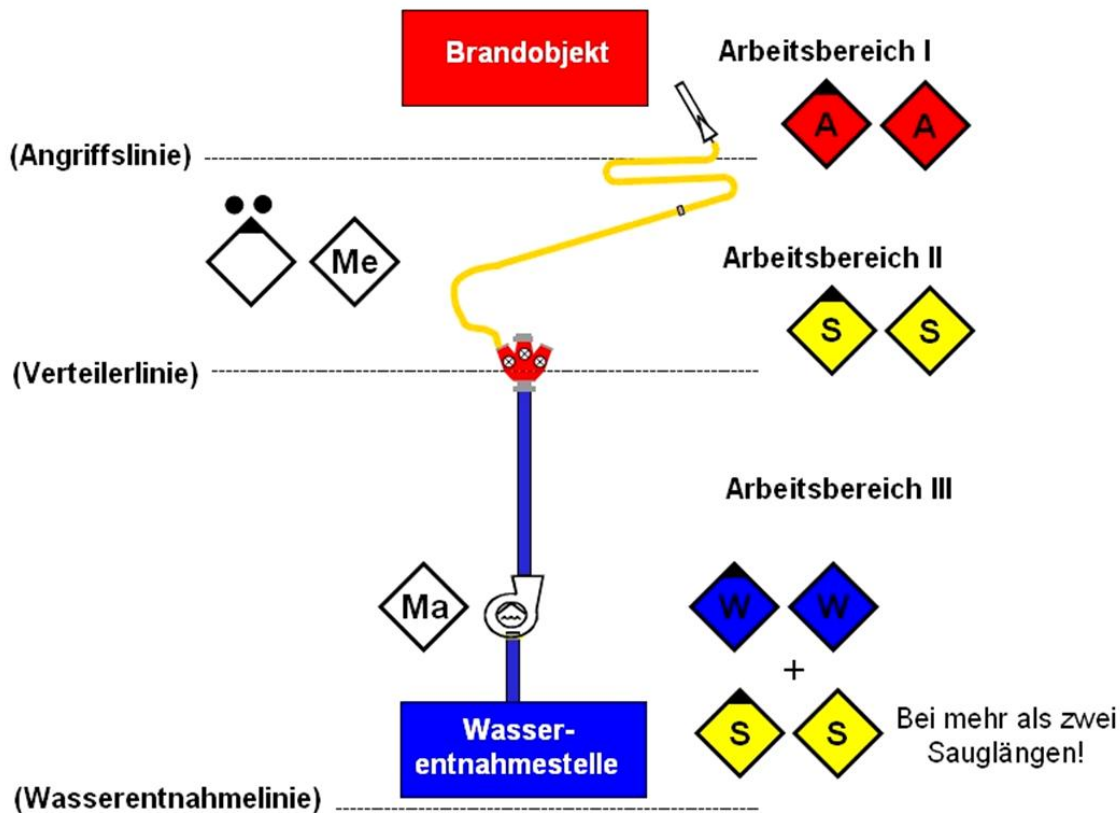 Brandobjekt
Arbeitsbereich I
A A
(Angriffslinie)
Me
Arbeitsbereich II
S S
(Verteilerlinie)
Arbeitsbereich III
Ma
W W
+
S S
Bei mehr als zwei
Sauglängen!
Wasser-
entnahmestelle
(Wasserentnahmelinie)